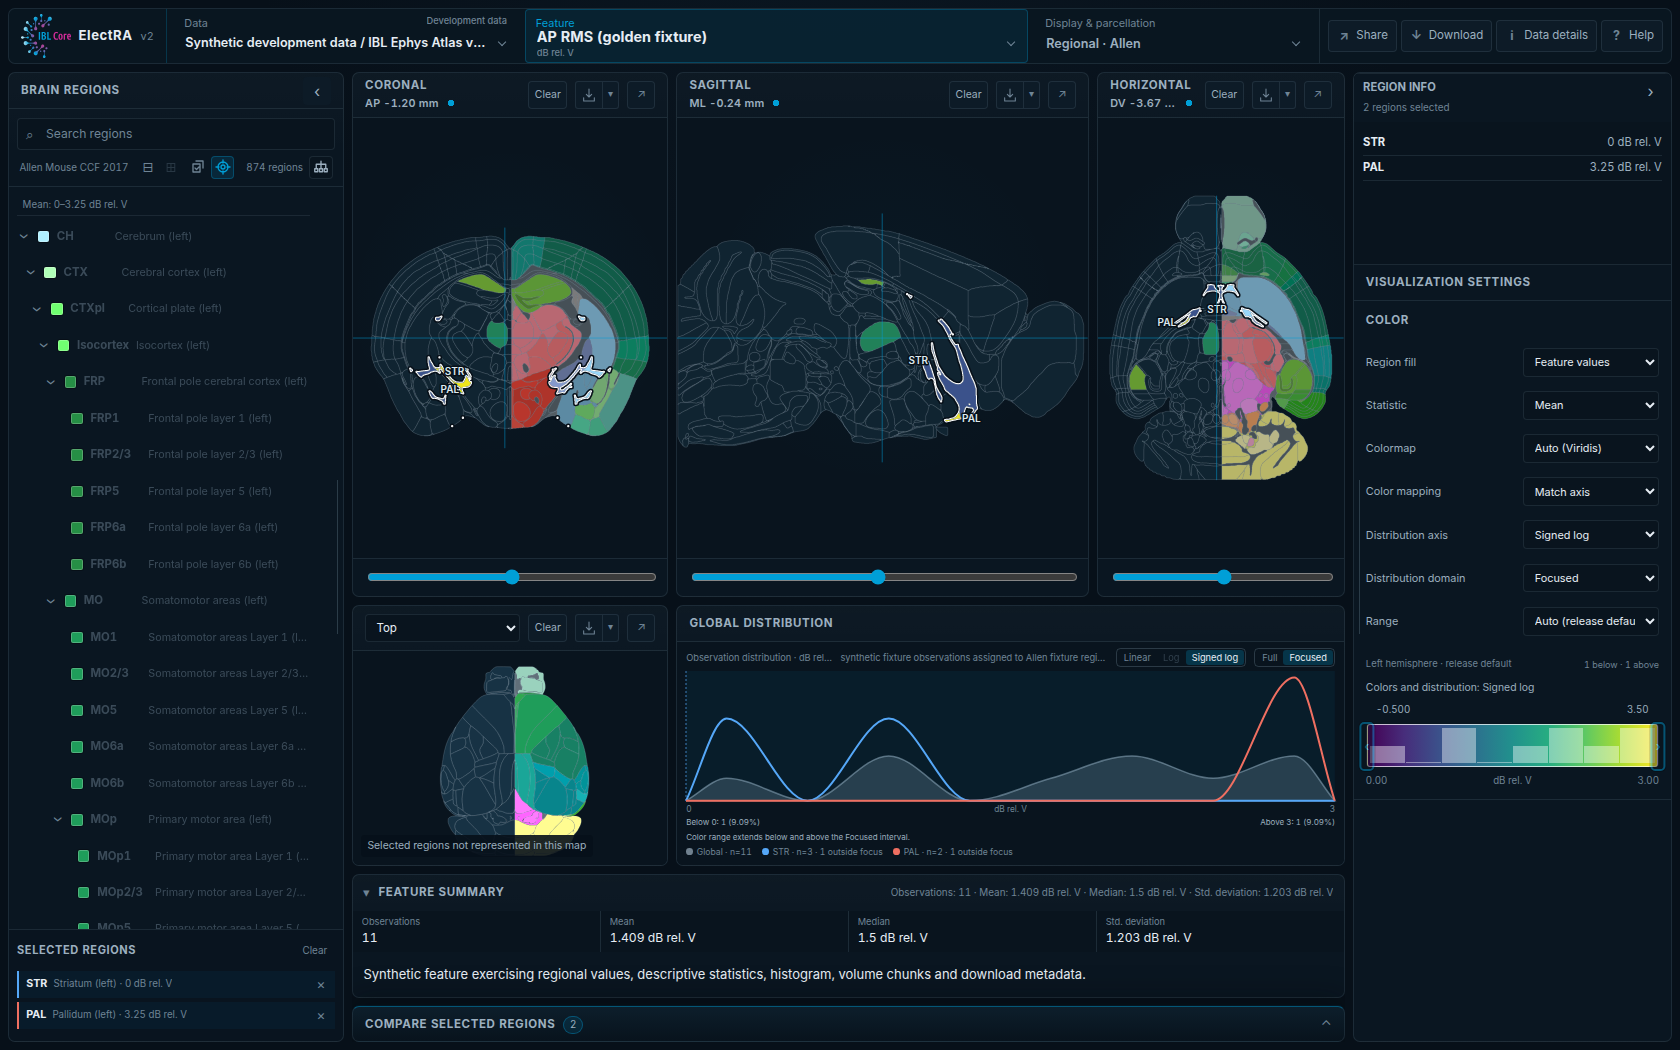 IBL Core ElectRA v2
Data
Development data
Synthetic development data / IBL Ephys Atlas v...
Feature
AP RMS (golden fixture)
dB rel. V
Display & parcellation
Regional · Allen
Share
Download
Data details
Help
BRAIN REGIONS
Search regions
Allen Mouse CCF 2017
874 regions
Mean: 0–3.25 dB rel. V
CH Cerebrum (left)
CTX Cerebral cortex (left)
CTXpl Cortical plate (left)
Isocortex Isocortex (left)
FRP Frontal pole cerebral cortex (left)
FRP1 Frontal pole layer 1 (left)
FRP2/3 Frontal pole layer 2/3 (left)
FRP5 Frontal pole layer 5 (left)
FRP6a Frontal pole layer 6a (left)
FRP6b Frontal pole layer 6b (left)
MO Somatomotor areas (left)
MO1 Somatomotor areas Layer 1 (l...
MO2/3 Somatomotor areas Layer 2/3...
MO5 Somatomotor areas Layer 5 (l...
MO6a Somatomotor areas Layer 6a ...
MO6b Somatomotor areas Layer 6b ...
MOp Primary motor area (left)
MOp1 Primary motor area Layer 1 (...
MOp2/3 Primary motor area Layer 2/...
MOp5 Primary motor area Layer 5 /...
SELECTED REGIONS
Clear
STR Striatum (left) · 0 dB rel. V ×
PAL Pallidum (left) · 3.25 dB rel. V ×
CORONAL
AP -1.20 mm
Clear
STR
PAL
SAGITTAL
ML -0.24 mm
Clear
STR
PAL
HORIZONTAL
DV -3.67 ...
Clear
STR
PAL
Top
Clear
Selected regions not represented in this map
GLOBAL DISTRIBUTION
Observation distribution · dB rel...
synthetic fixture observations assigned to Allen fixture regi...
Linear Log Signed log
Full Focused
0
dB rel. V
3
Below 0: 1 (9.09%)
Above 3: 1 (9.09%)
Color range extends below and above the Focused interval.
Global · n=11
STR · n=3 · 1 outside focus
PAL · n=2 · 1 outside focus
FEATURE SUMMARY
Observations: 11 · Mean: 1.409 dB rel. V · Median: 1.5 dB rel. V · Std. deviation: 1.203 dB rel. V
Observations
11
Mean
1.409 dB rel. V
Median
1.5 dB rel. V
Std. deviation
1.203 dB rel. V
Synthetic feature exercising regional values, descriptive statistics, histogram, volume chunks and download metadata.
COMPARE SELECTED REGIONS 2
REGION INFO
2 regions selected
STR 0 dB rel. V
PAL 3.25 dB rel. V
VISUALIZATION SETTINGS
COLOR
Region fill Feature values
Statistic Mean
Colormap Auto (Viridis)
Color mapping Match axis
Distribution axis Signed log
Distribution domain Focused
Range Auto (release defau
Left hemisphere · release default
1 below · 1 above
Colors and distribution: Signed log
-0.500
3.50
0.00
dB rel. V
3.00